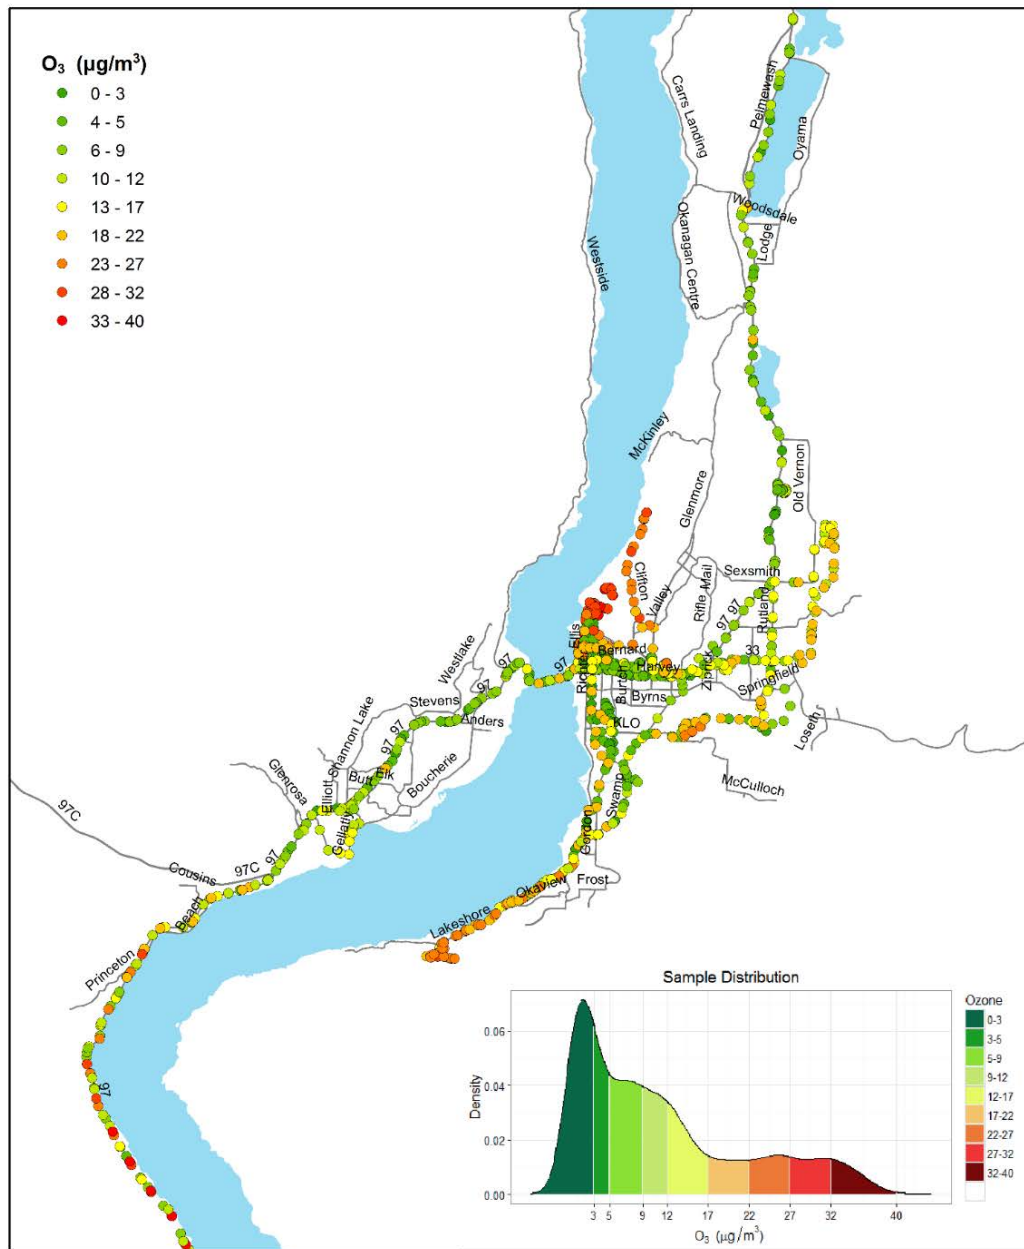 O₃ (µg/m³)
0 - 3
4 - 5
6 - 9
10 - 12
13 - 17
18 - 22
23 - 27
28 - 32
33 - 40
Pelmewash
Carrs Landing
Oyama
Woodsdale
Lodge
Okanagan Centre
Westside
McKinley
Old Vernon
Glenmore
Sexsmith
Clifton
Valley
Rifle
Mail
Rutland
97
97
Ellis
Bernard
33
Westlake
97
97
Richter
Harvey
Ziprick
Springfield
Burtch
Byrns
Stevens
97
Shannon Lake
Anders
KLO
Loseth
97
97
Glenrosa
Elliott
Butt
Elk
Boucherie
McCulloch
97C
Gellatly
Swamp
Gordon
97
97C
Cousins
Frost
Okaview
Beach
Lakeshore
Princeton
97
Sample Distribution
Density
0.06
0.04
0.02
0.00
3 5 9 12 17 22 27 32 40
O₃ (µg/m³)
Ozone
0-3
3-5
5-9
9-12
12-17
17-22
22-27
27-32
32-40